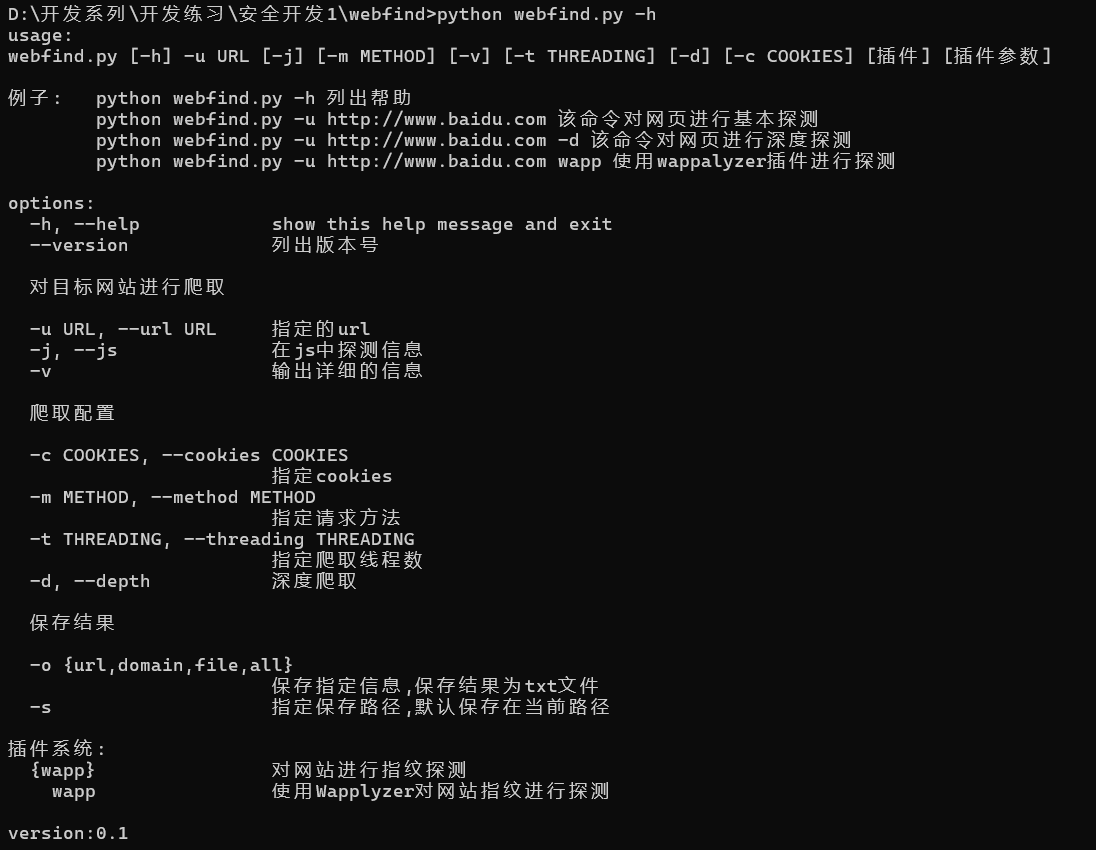 D:\开发系列\开发练习\安全开发1\webfind>python webfind.py -h
usage:
webfind.py [-h] -u URL [-j] [-m METHOD] [-v] [-t THREADING] [-d] [-c COOKIES] [插件] [插件参数]
例子:   python webfind.py -h 列出帮助
        python webfind.py -u http://www.baidu.com 该命令对网页进行基本探测
        python webfind.py -u http://www.baidu.com -d 该命令对网页进行深度探测
        python webfind.py -u http://www.baidu.com wapp 使用wappalyzer插件进行探测
options:
  -h, --help            show this help message and exit
  --version             列出版本号
  对目标网站进行爬取
  -u URL, --url URL     指定的url
  -j, --js              在js中探测信息
  -v                    输出详细的信息
  爬取配置
  -c COOKIES, --cookies COOKIES
                        指定cookies
  -m METHOD, --method METHOD
                        指定请求方法
  -t THREADING, --threading THREADING
                        指定爬取线程数
  -d, --depth           深度爬取
  保存结果
  -o {url,domain,file,all}
                        保存指定信息,保存结果为txt文件
  -s                    指定保存路径,默认保存在当前路径
插件系统:
  {wapp}                对网站进行指纹探测
    wapp                使用Wapplyzer对网站指纹进行探测
version:0.1